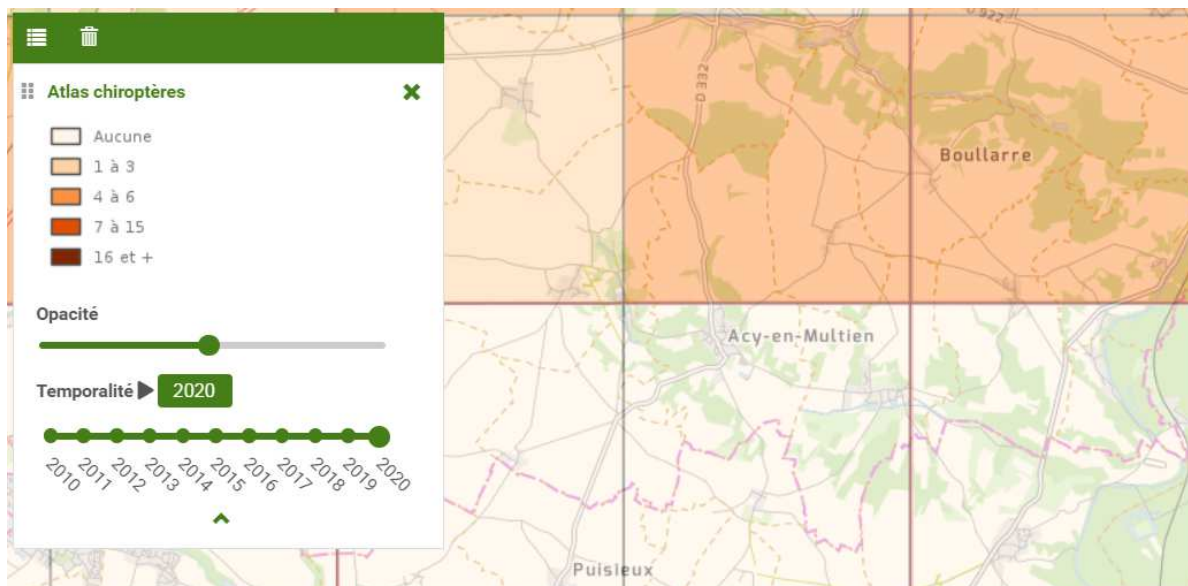 Atlas chiroptères
Aucune
1 à 3
4 à 6
7 à 15
16 et +
Opacité
Temporalité
2020
2010
2011
2012
2013
2014
2015
2016
2017
2018
2019
2020
D 922
D 332
Boullarre
Acy-en-Multien
Puisieux